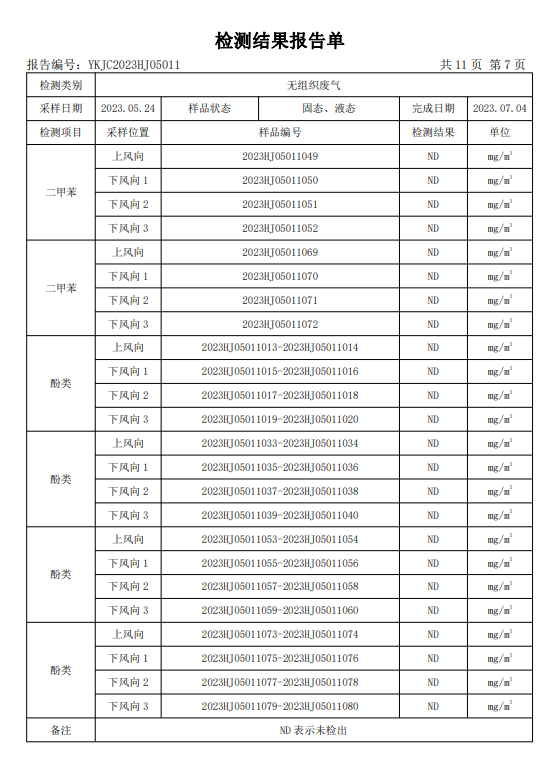 检测结果报告单
报告编号：YKJC2023HJ05011 共 11 页 第 7 页
检测类别 无组织废气
采样日期 2023.05.24 样品状态 固态、液态 完成日期 2023.07.04
检测项目 采样位置 样品编号 检测结果 单位
二甲苯 上风向 2023HJ05011049 ND mg/m³
下风向 1 2023HJ05011050 ND mg/m³
下风向 2 2023HJ05011051 ND mg/m³
下风向 3 2023HJ05011052 ND mg/m³
二甲苯 上风向 2023HJ05011069 ND mg/m³
下风向 1 2023HJ05011070 ND mg/m³
下风向 2 2023HJ05011071 ND mg/m³
下风向 3 2023HJ05011072 ND mg/m³
酚类 上风向 2023HJ05011013-2023HJ05011014 ND mg/m³
下风向 1 2023HJ05011015-2023HJ05011016 ND mg/m³
下风向 2 2023HJ05011017-2023HJ05011018 ND mg/m³
下风向 3 2023HJ05011019-2023HJ05011020 ND mg/m³
酚类 上风向 2023HJ05011033-2023HJ05011034 ND mg/m³
下风向 1 2023HJ05011035-2023HJ05011036 ND mg/m³
下风向 2 2023HJ05011037-2023HJ05011038 ND mg/m³
下风向 3 2023HJ05011039-2023HJ05011040 ND mg/m³
酚类 上风向 2023HJ05011053-2023HJ05011054 ND mg/m³
下风向 1 2023HJ05011055-2023HJ05011056 ND mg/m³
下风向 2 2023HJ05011057-2023HJ05011058 ND mg/m³
下风向 3 2023HJ05011059-2023HJ05011060 ND mg/m³
酚类 上风向 2023HJ05011073-2023HJ05011074 ND mg/m³
下风向 1 2023HJ05011075-2023HJ05011076 ND mg/m³
下风向 2 2023HJ05011077-2023HJ05011078 ND mg/m³
下风向 3 2023HJ05011079-2023HJ05011080 ND mg/m³
备注 ND 表示未检出